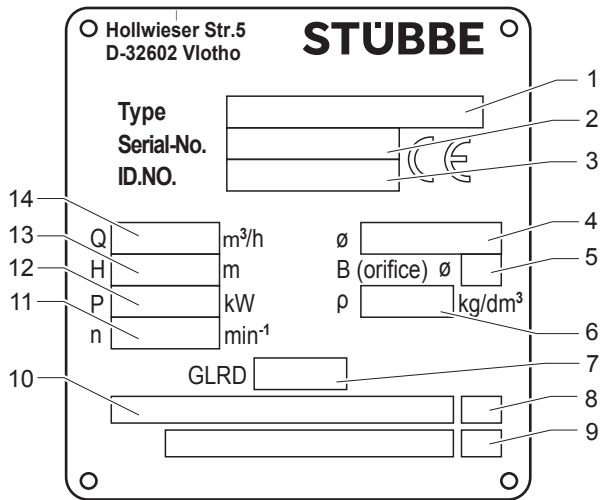 Hollwieser Str.5
D-32602 Vlotho
STÜBBE
Type
1
Serial-No.
2
ID.NO.
CE
3
14
Q
m³/h
ø
4
13
H
m
B (orifice) ø
5
12
P
kW
ρ
kg/dm³
6
11
n
min⁻¹
GLRD
7
10
8
9